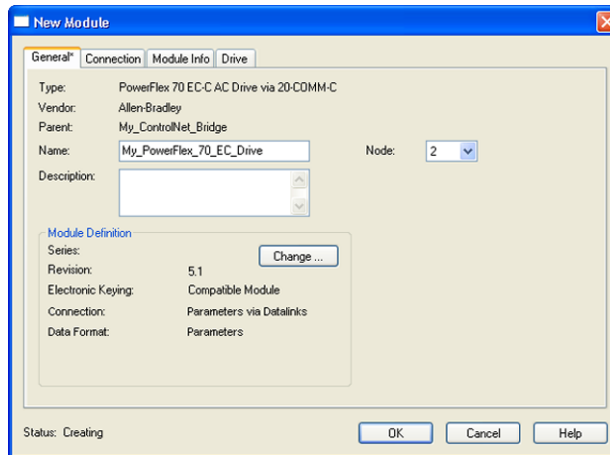 New Module
General* Connection Module Info Drive
Type: PowerFlex 70 EC-C AC Drive via 20-COMM-C
Vendor: Allen-Bradley
Parent: My_ControlNet_Bridge
Name: My_PowerFlex_70_EC_Drive Node: 2
Description:
Module Definition
Series: Change ...
Revision: 5.1
Electronic Keying: Compatible Module
Connection: Parameters via Datalinks
Data Format: Parameters
Status: Creating OK Cancel Help